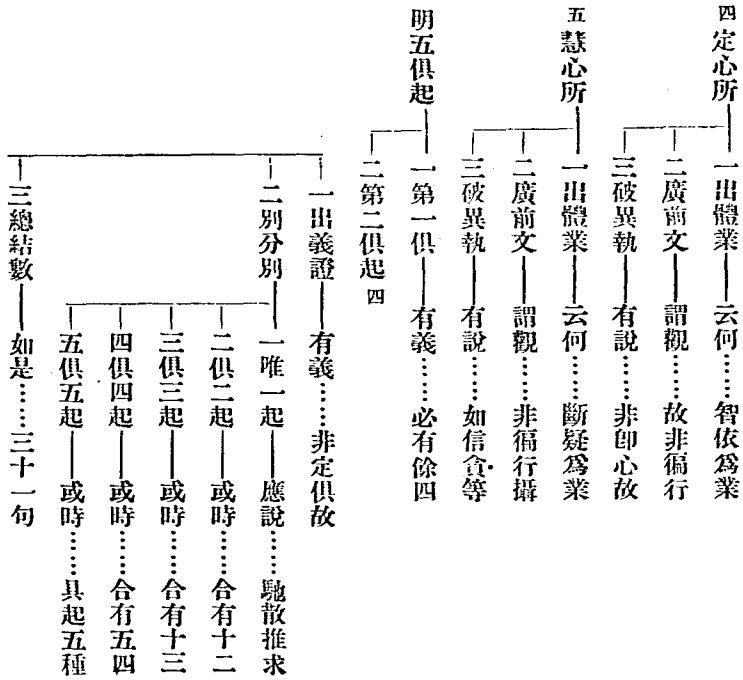 四 定心所
一出體業——云何……智依爲業
二廣前文——謂觀……故非徧行
三破異執——有說……非卽心故
五 慧心所
一出體業——云何……斷疑爲業
二廣前文——謂觀……非徧行攝
三破異執——有說……如信貪等
明五俱起
一第一俱——有義……必有餘四
二第二俱起 四
一出義證——有義……非定俱故
二別分別
一唯一起——應說……馳散推求
二俱二起——或時……合有十二
三俱三起——或時……合有十三
四俱四起——或時……合有五四
五俱五起——或時……具起五種
三總結數——如是……三十一句